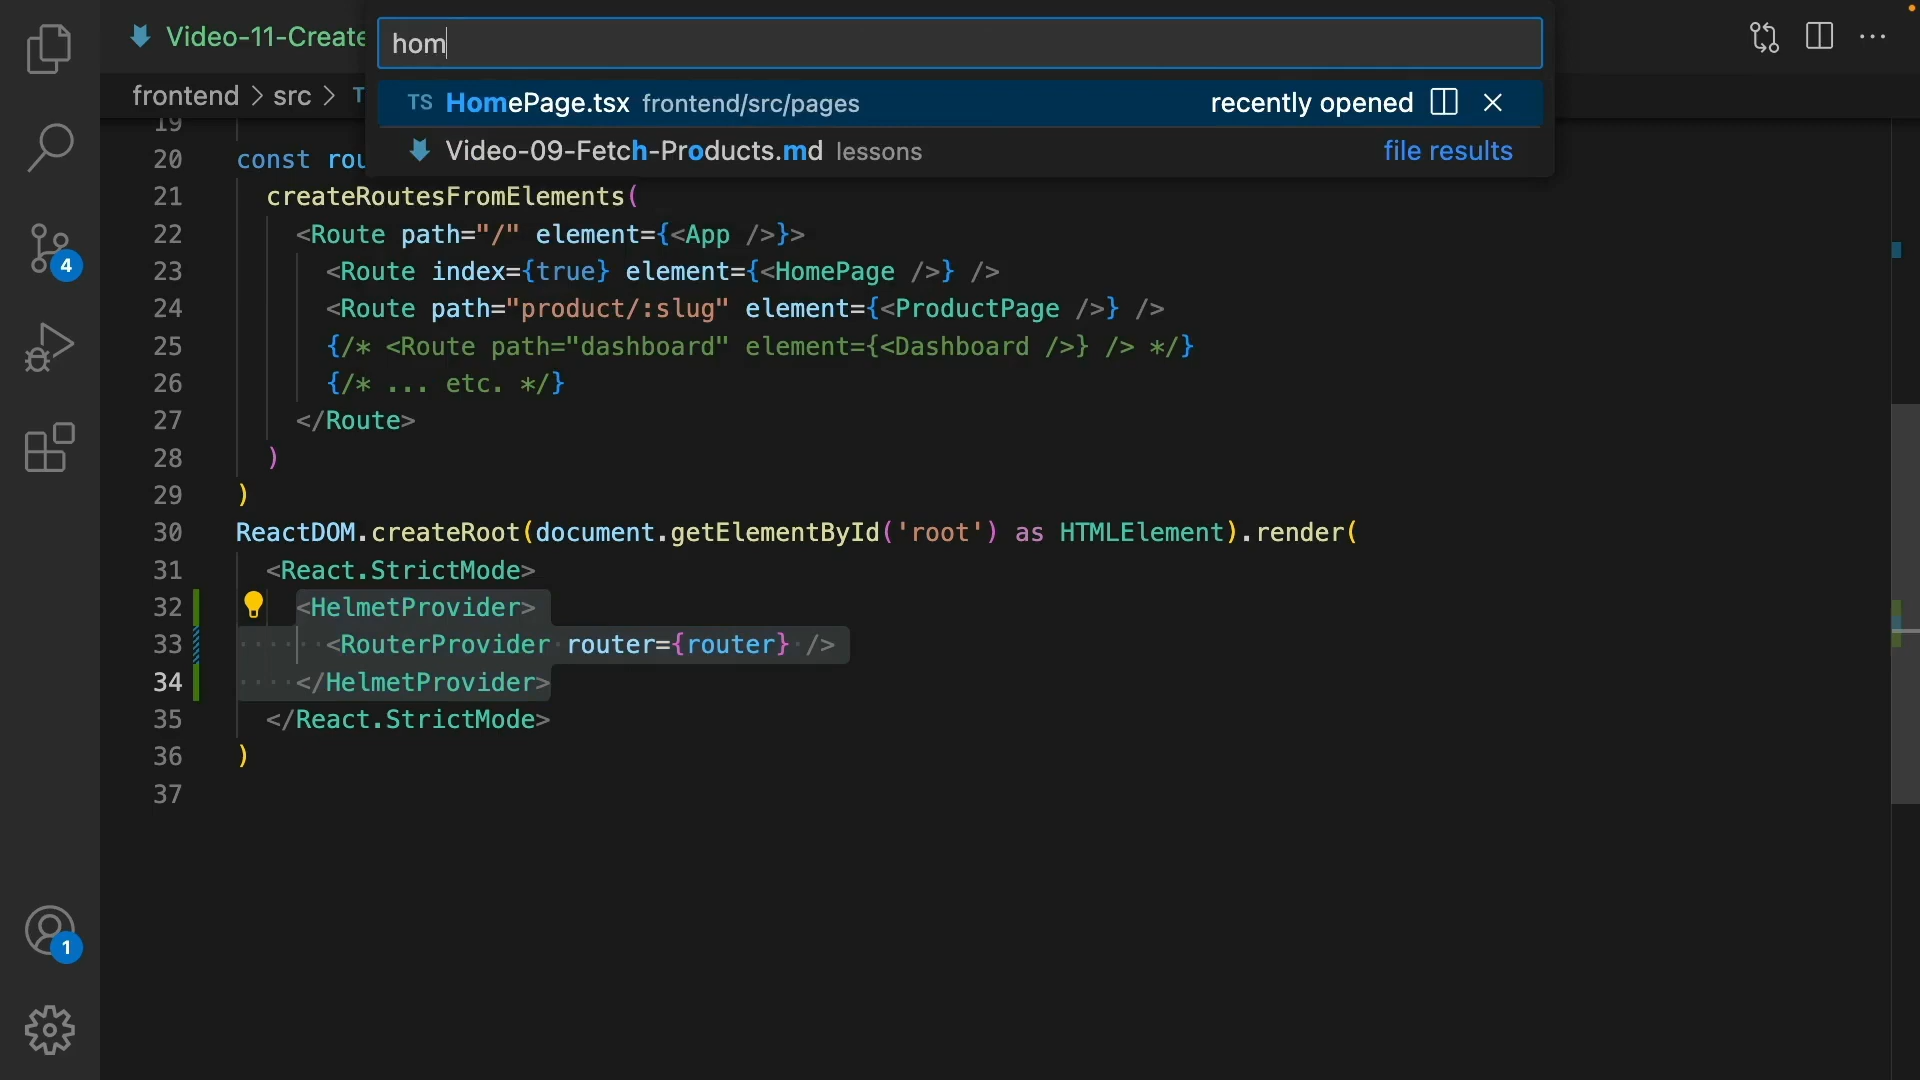 Video-11-Create
hom
frontend > src > T
TS HomePage.tsx frontend/src/pages recently opened
Video-09-Fetch-Products.md lessons file results
19
20 const rou
21 createRoutesFromElements(
22 <Route path="/" element={<App />}>
23 <Route index={true} element={<HomePage />} />
24 <Route path="product/:slug" element={<ProductPage />} />
25 {/* <Route path="dashboard" element={<Dashboard />} /> */}
26 {/* ... etc. */}
27 </Route>
28 )
29 )
30 ReactDOM.createRoot(document.getElementById('root') as HTMLElement).render(
31 <React.StrictMode>
32 <HelmetProvider>
33 <RouterProvider router={router} />
34 </HelmetProvider>
35 </React.StrictMode>
36 )
37
4
1